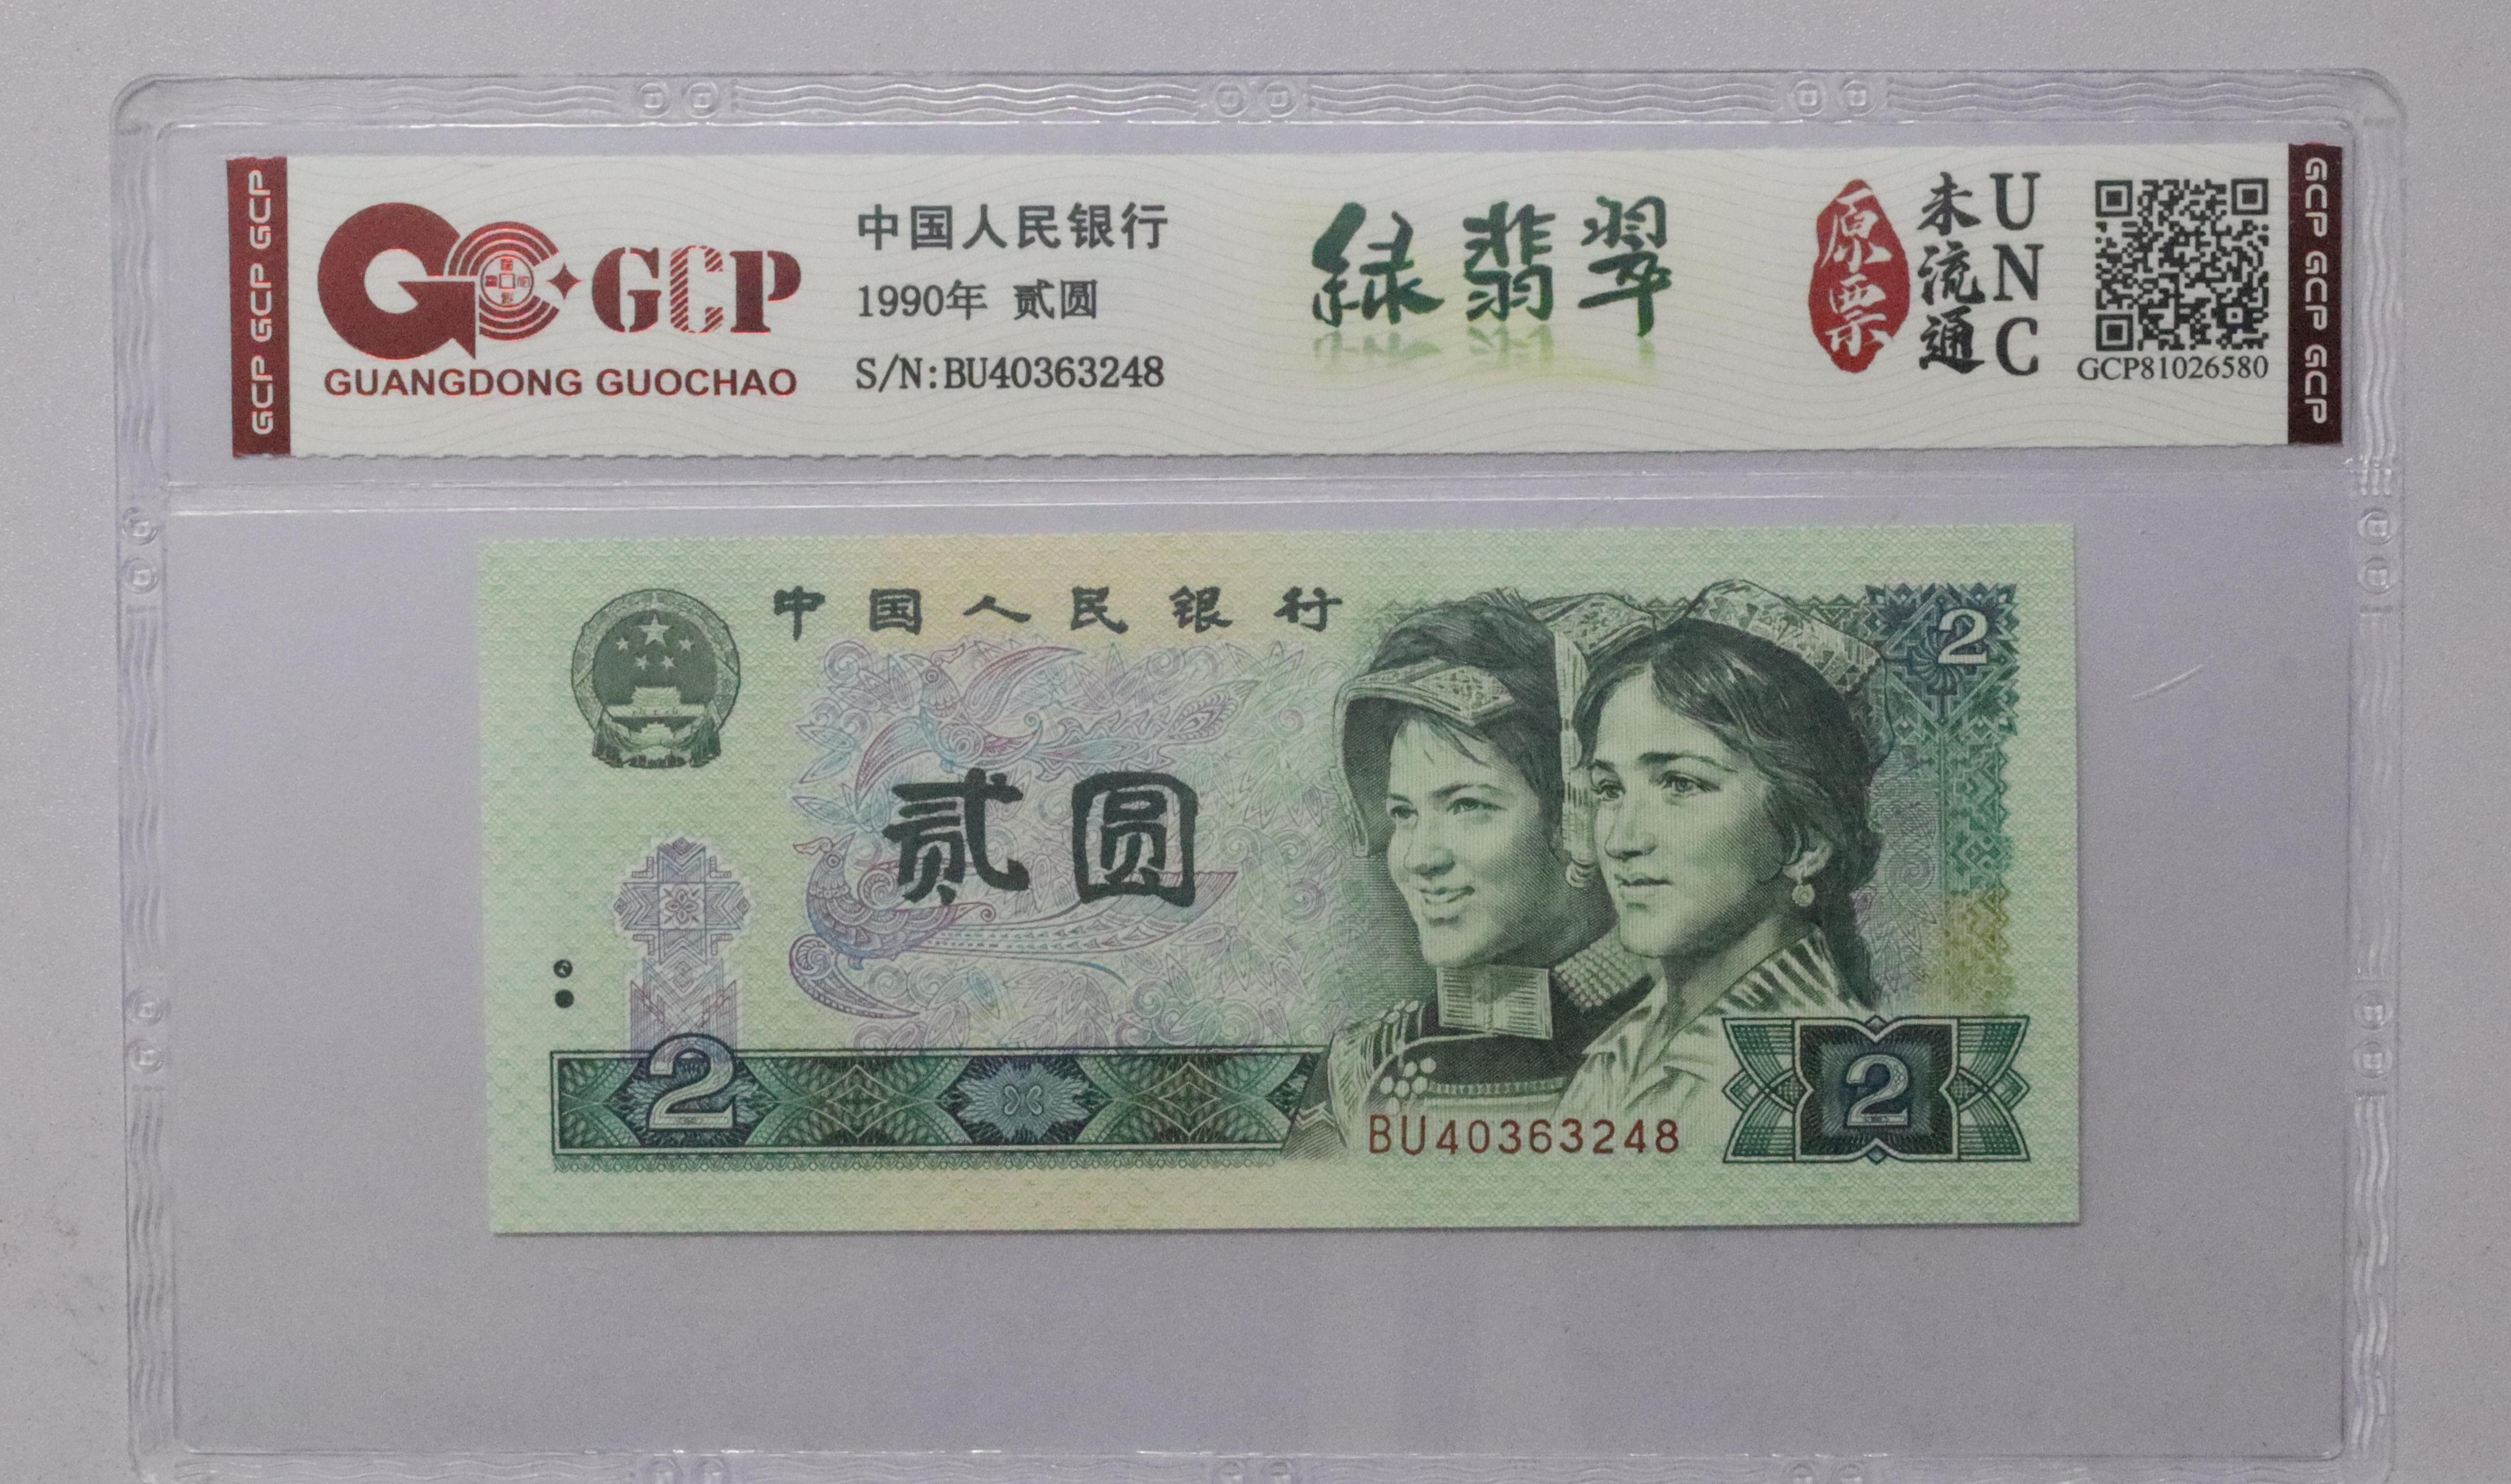 GCP GCP GCP
GCP
GUANGDONG GUOCHAO
中国人民银行
1990年 贰圆
S/N:BU40363248
緑翡翠
原票
未流通
UNC
GCP81026580
GCP GCP GCP
中国人民银行
2
贰圆
2
BU40363248
2